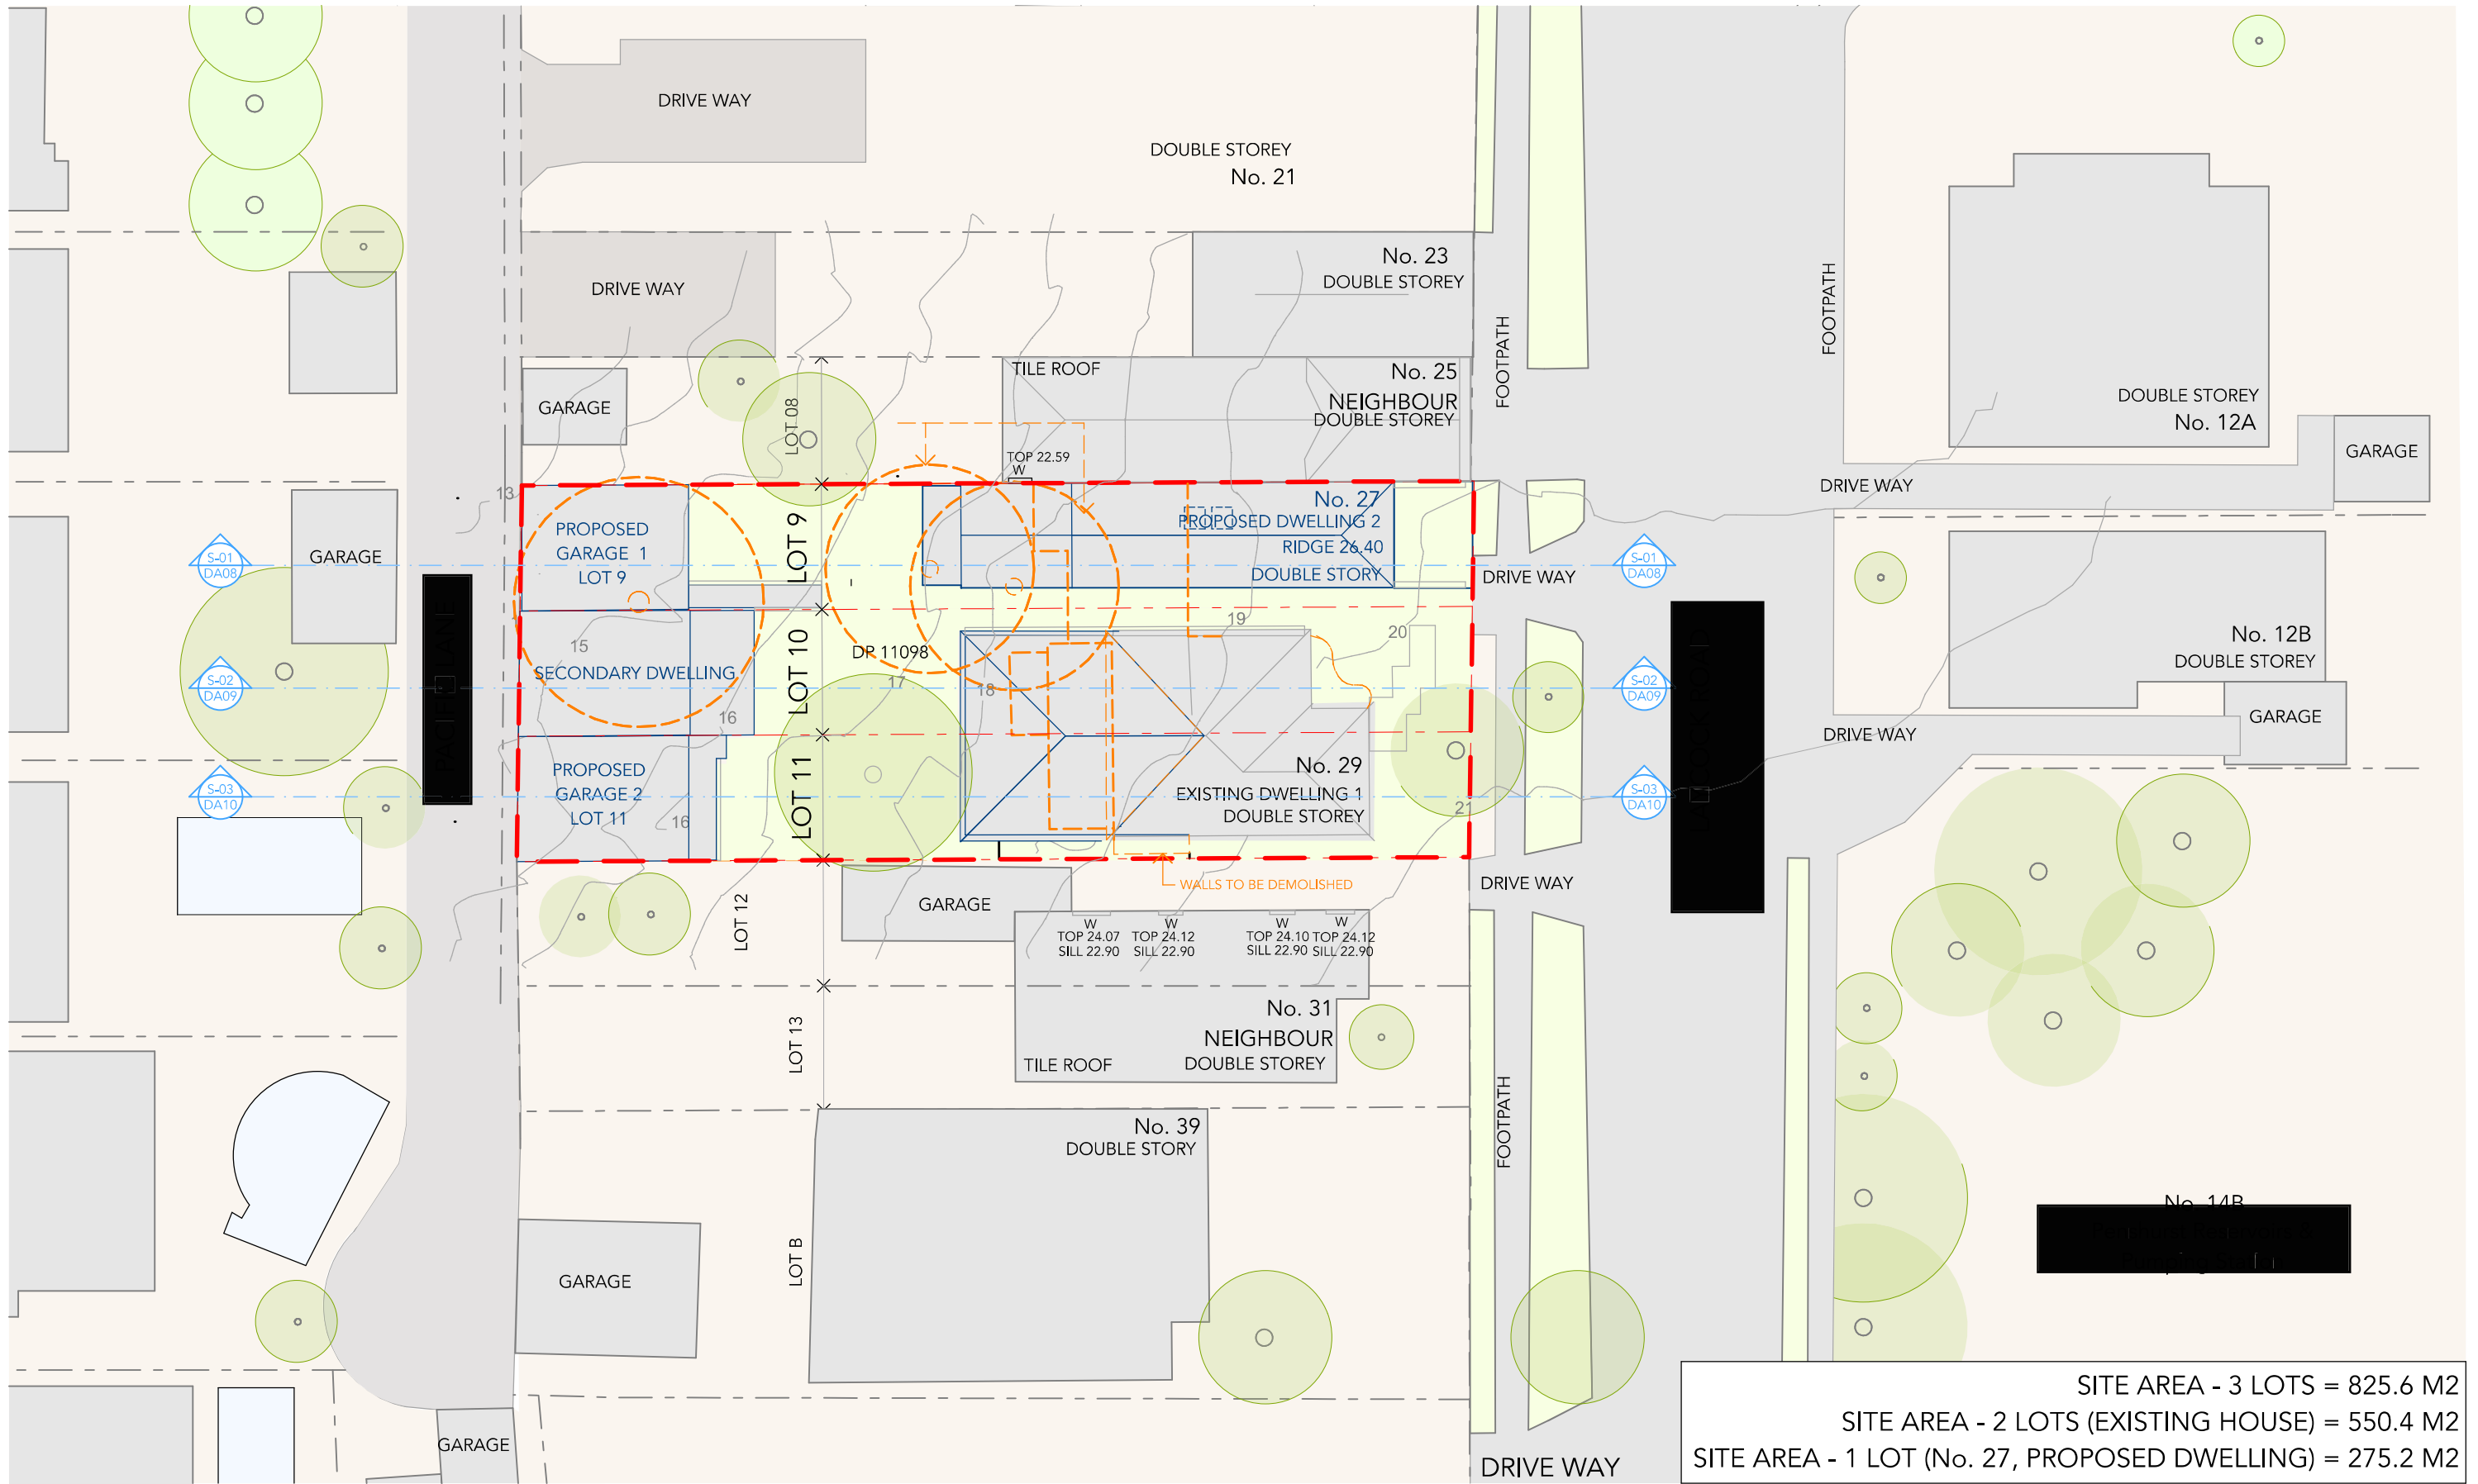 DRIVE WAY
DOUBLE STOREY
No. 21
DRIVE WAY
No. 23
DOUBLE STOREY
FOOTPATH
FOOTPATH
DOUBLE STOREY
No. 12A
GARAGE
GARAGE
LOT 08
TILE ROOF
No. 25
NEIGHBOUR
DOUBLE STOREY
TOP 22.59
W
DRIVE WAY
13
PROPOSED
GARAGE 1
LOT 9
LOT 9
No. 27
PROPOSED DWELLING 2
RIDGE 26.40
DOUBLE STORY
GARAGE
S-01
DA08
S-01
DA08
DRIVE WAY
15
SECONDARY DWELLING
16
LOT 10
DP 11098
17
18
19
20
S-02
DA09
S-02
DA09
PACIFIC LANE
No. 12B
DOUBLE STOREY
GARAGE
DRIVE WAY
PROPOSED
GARAGE 2
LOT 11
16
LOT 11
No. 29
EXISTING DWELLING 1
DOUBLE STOREY
21
S-03
DA10
S-03
DA10
WALLS TO BE DEMOLISHED
DRIVE WAY
LOT 12
GARAGE
W
TOP 24.07
SILL 22.90
W
TOP 24.12
SILL 22.90
W
TOP 24.10
SILL 22.90
W
TOP 24.12
SILL 22.90
LOT 13
No. 31
NEIGHBOUR
DOUBLE STOREY
TILE ROOF
FOOTPATH
No. 39
DOUBLE STORY
LOT B
GARAGE
No. 14B
GARAGE
DRIVE WAY
SITE AREA - 3 LOTS = 825.6 M2
SITE AREA - 2 LOTS (EXISTING HOUSE) = 550.4 M2
SITE AREA - 1 LOT (No. 27, PROPOSED DWELLING) = 275.2 M2